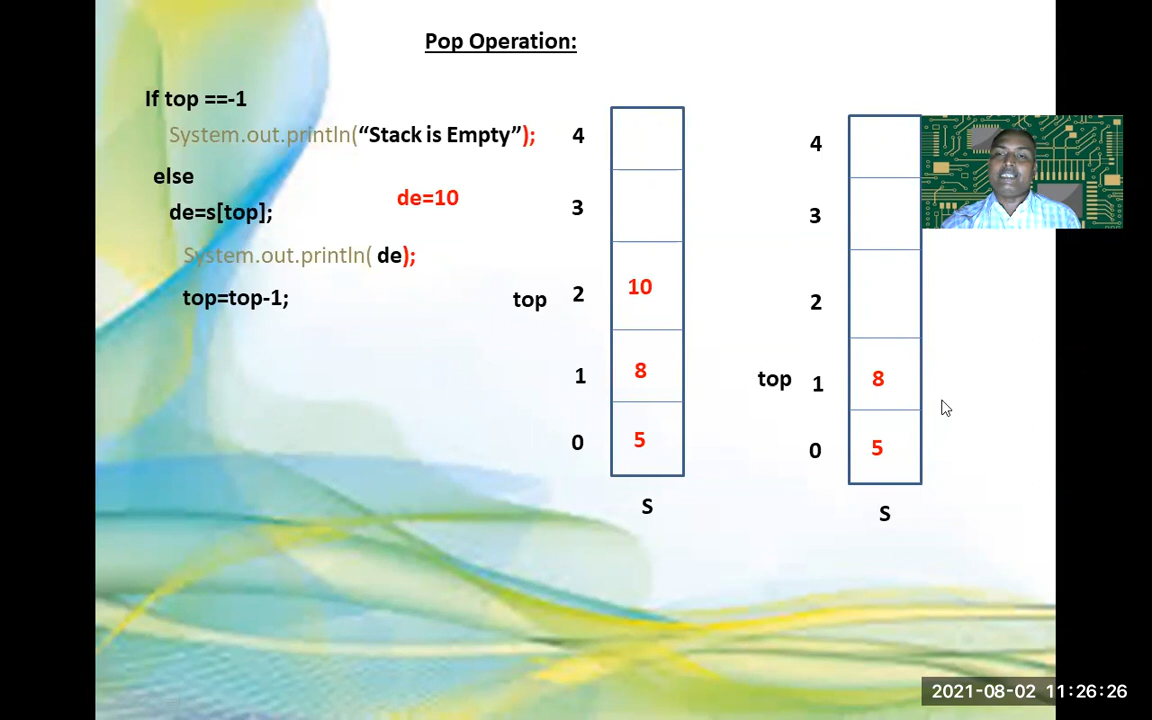 Pop Operation:
If top ==-1
System.out.println(“Stack is Empty”);
else
de=s[top];
de=10
System.out.println( de);
top=top-1;
4
3
top 2 10
1 8
0 5
S
4
3
2
top 1 8
0 5
S
2021-08-02 11:26:26